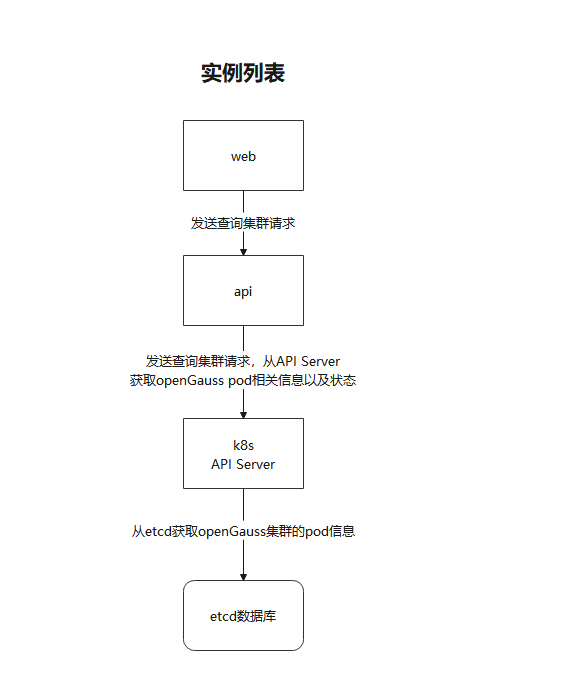 实例列表
web
发送查询集群请求
api
发送查询集群请求，从API Server
获取openGauss pod相关信息以及状态
k8s
API Server
从etcd获取openGauss集群的pod信息
etcd数据库